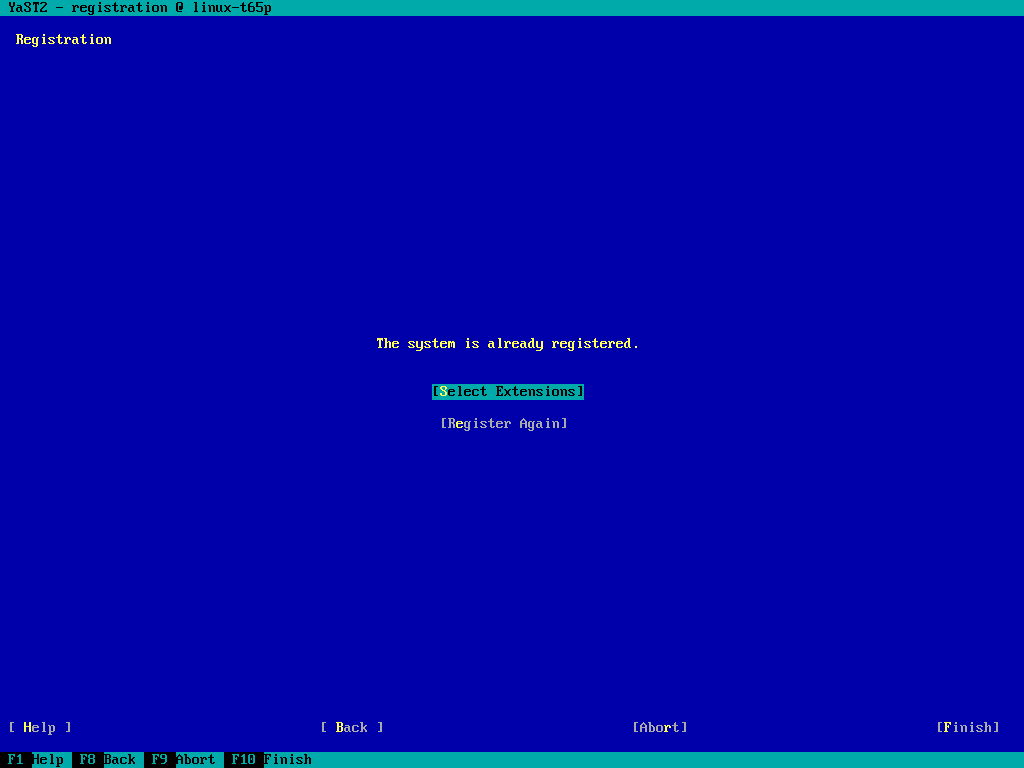 YaST2 - registration @ linux-t65p
Registration
The system is already registered.
[Select Extensions]
[Register Again]
[ Help ] [ Back ] [Abort] [Finish]
F1 Help F8 Back F9 Abort F10 Finish